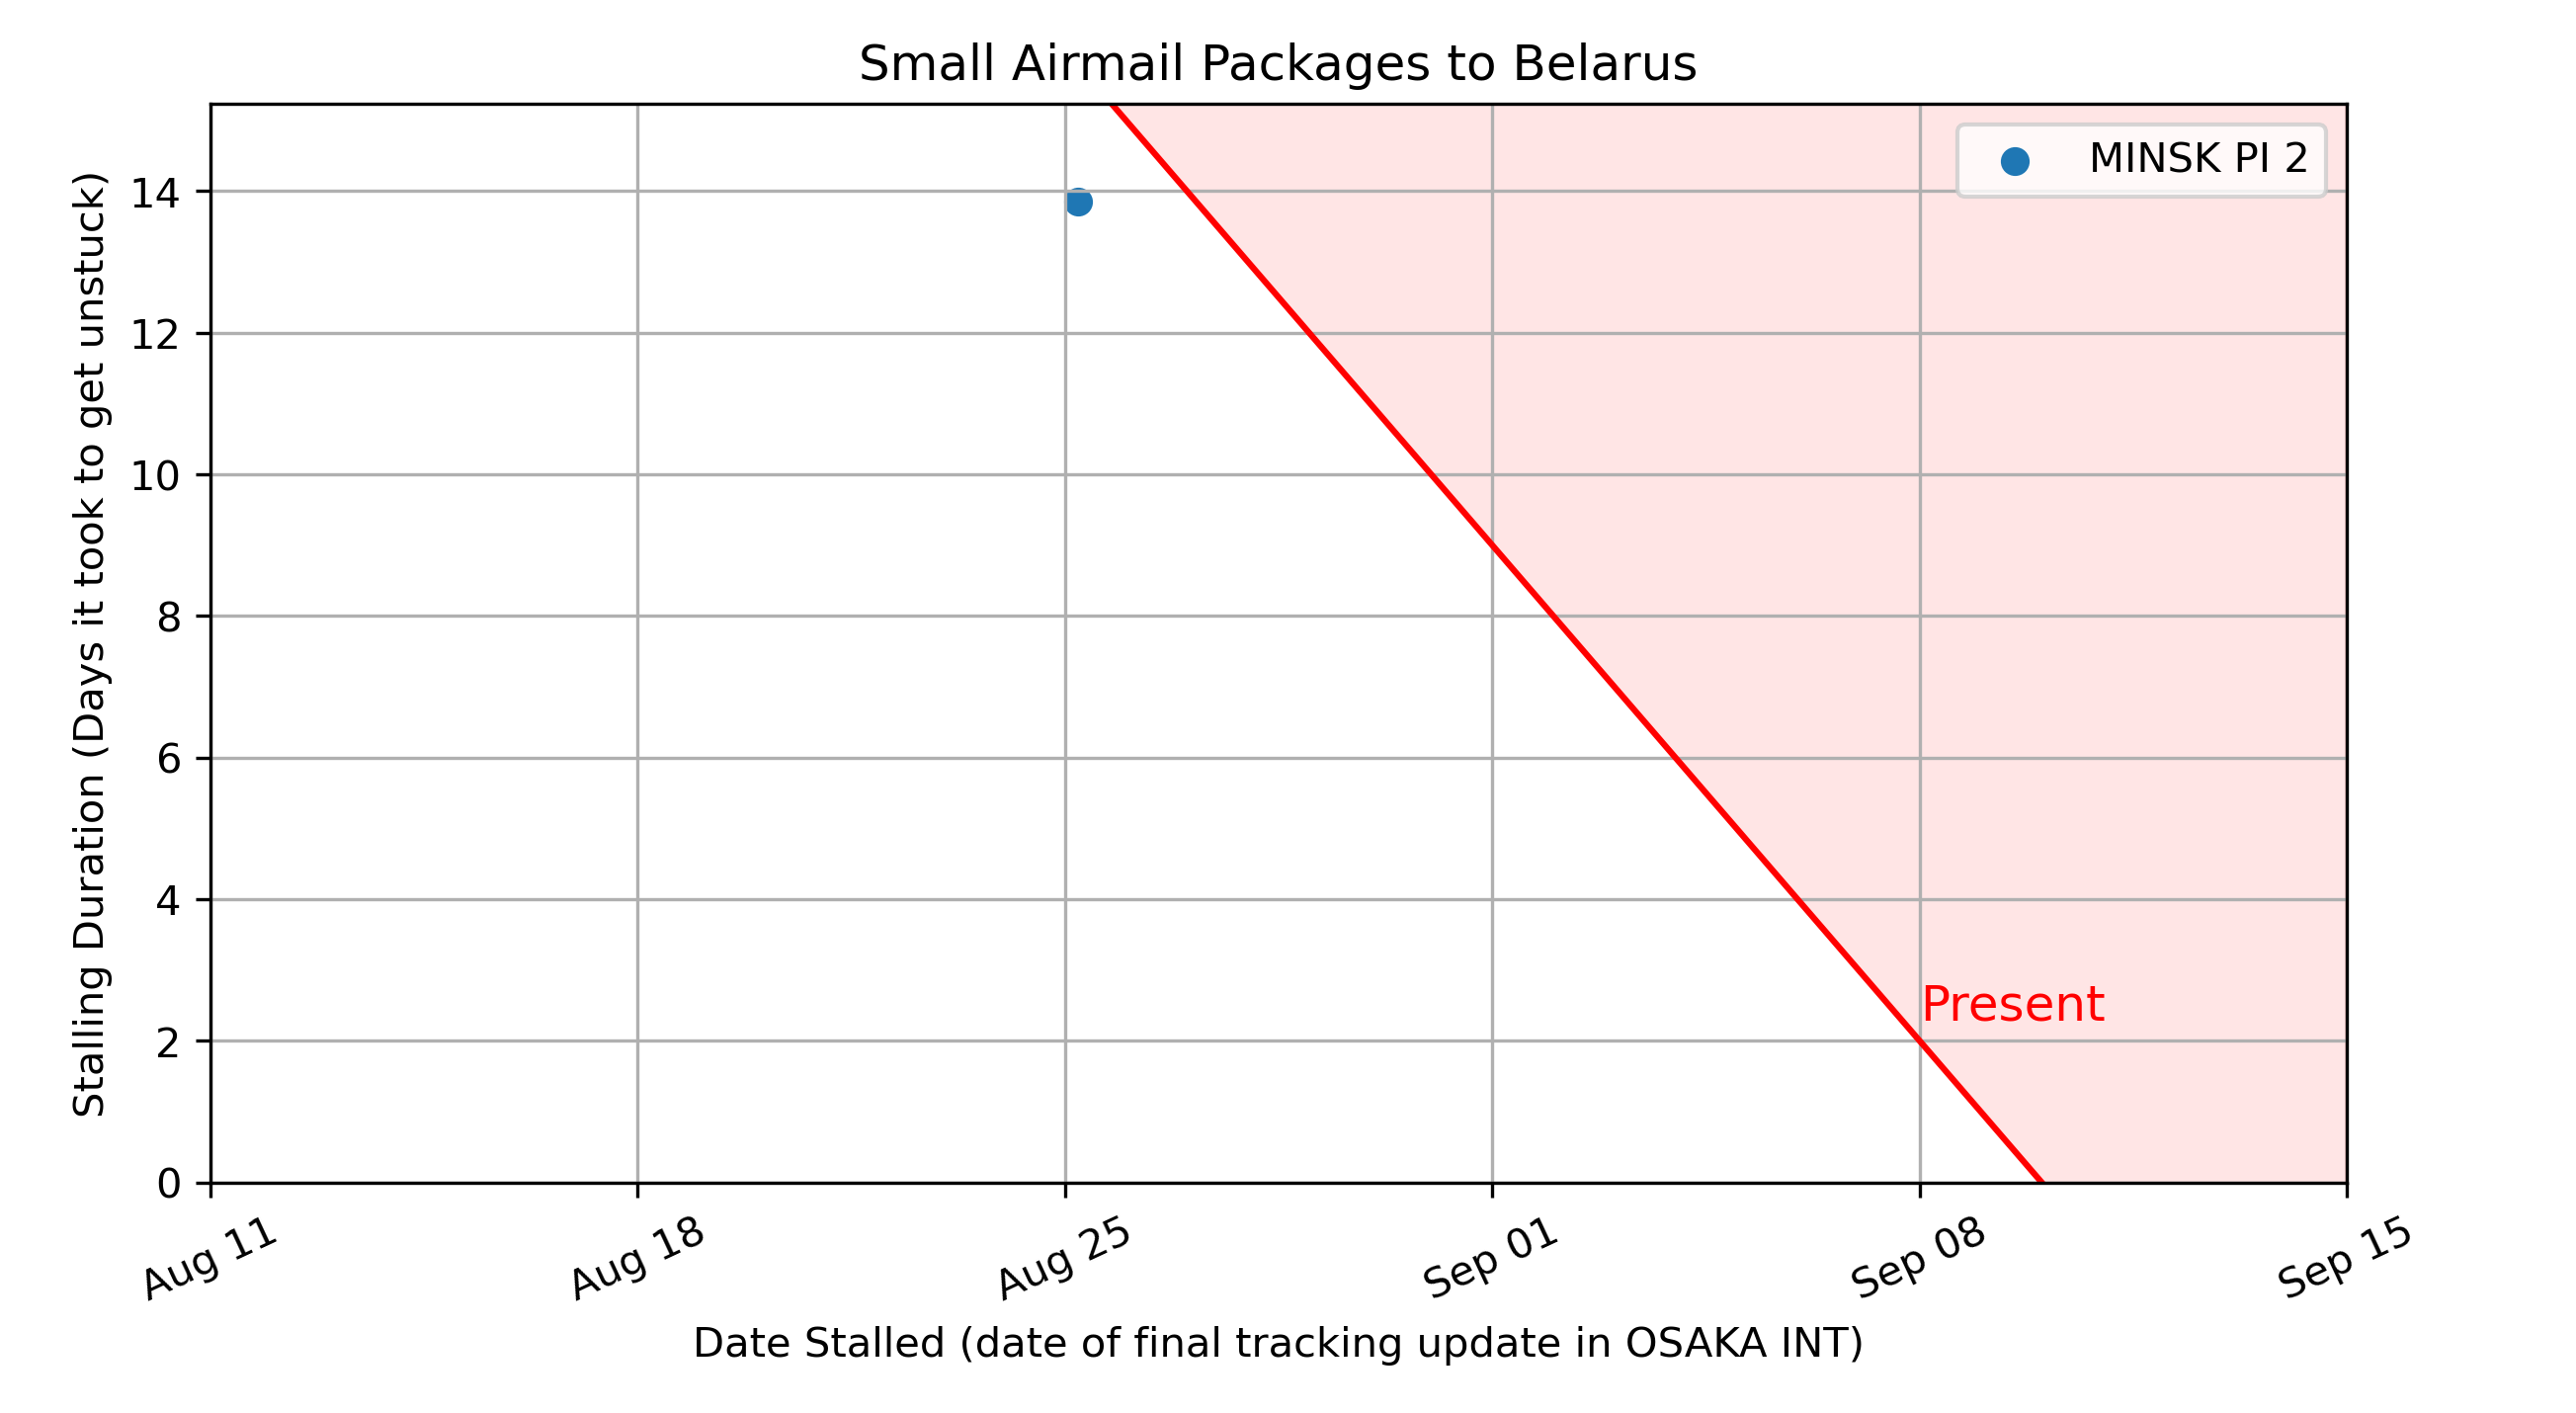 Small Airmail Packages to Belarus
MINSK PI 2
Stalling Duration (Days it took to get unstuck)
14
12
10
8
6
4
2
0
Present
Aug 11
Aug 18
Aug 25
Sep 01
Sep 08
Sep 15
Date Stalled (date of final tracking update in OSAKA INT)